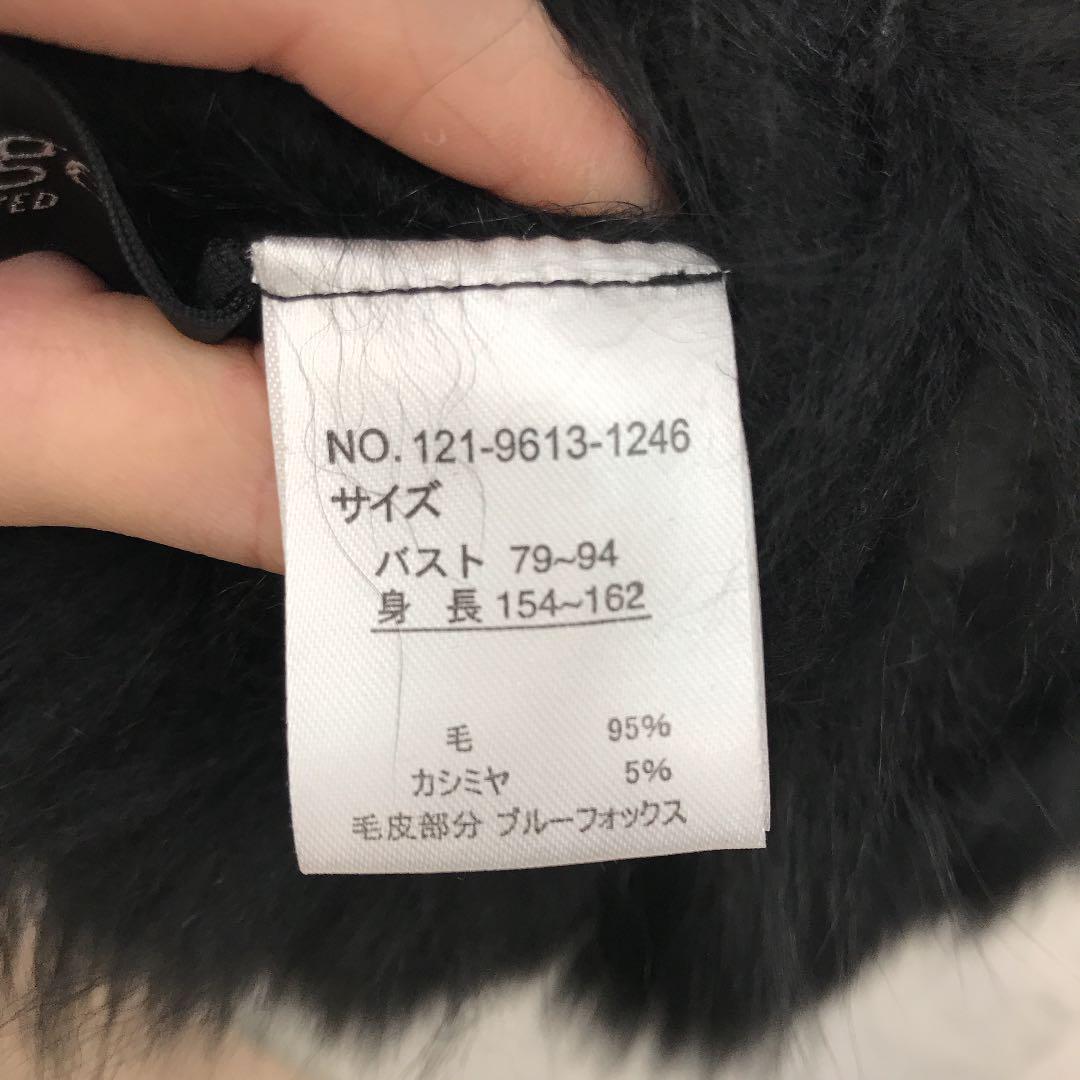 NO. 121-9613-1246
サイズ
バスト 79~94
身 長 154~162
毛 95%
カシミヤ 5%
毛皮部分 ブルーフォックス